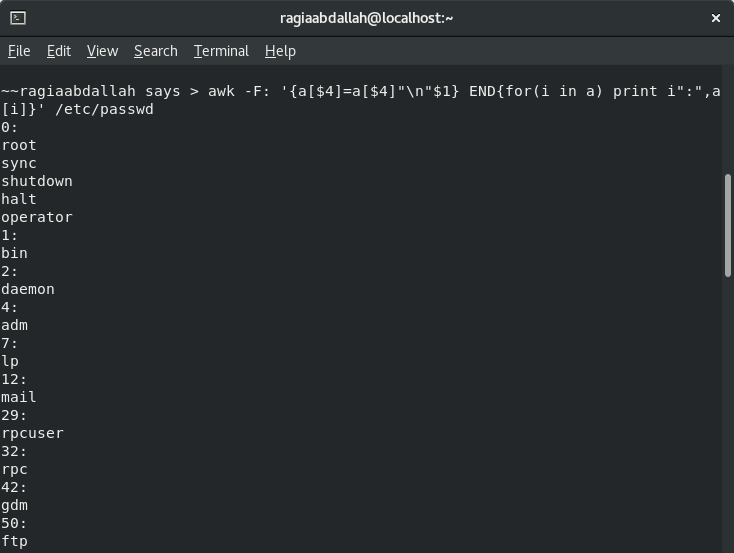 ragiaabdallah@localhost:~
File Edit View Search Terminal Help
~~ragiaabdallah says > awk -F: '{a[$4]=a[$4]"\n"$1} END{for(i in a) print i":",a
[i]}' /etc/passwd
0:
root
sync
shutdown
halt
operator
1:
bin
2:
daemon
4:
adm
7:
lp
12:
mail
29:
rpcuser
32:
rpc
42:
gdm
50:
ftp